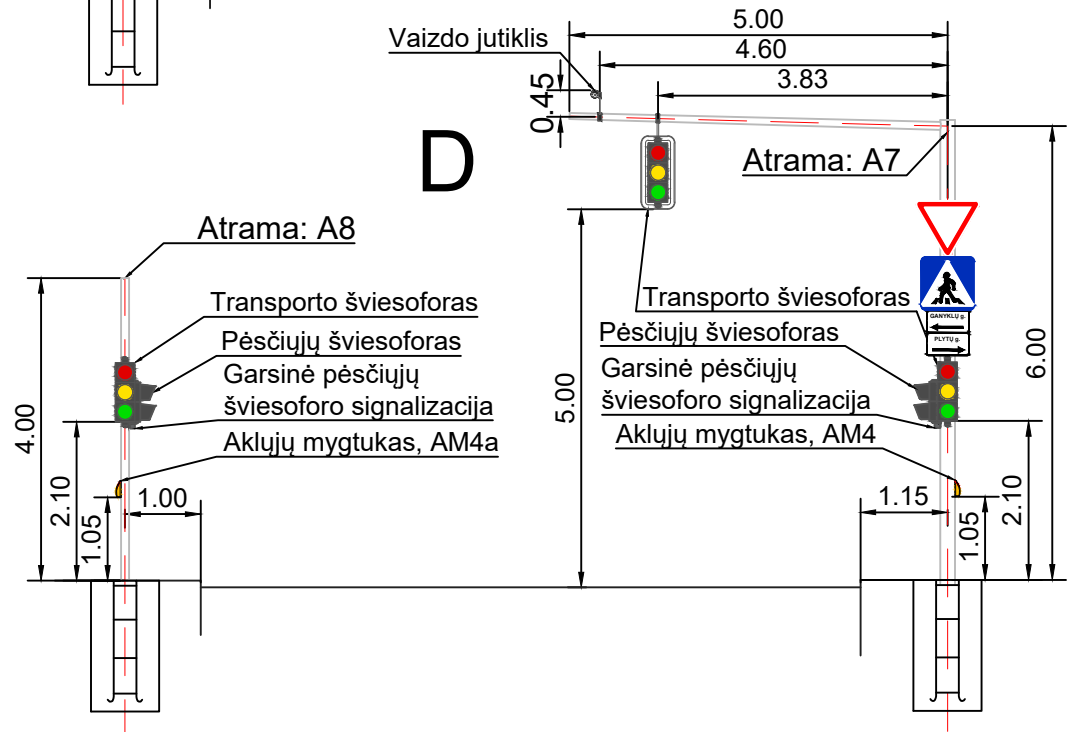 5.00
Vaizdo jutiklis
4.60
3.83
0.45
D
Atrama: A7
Atrama: A8
Transporto šviesoforas
Pėsčiųjų šviesoforas
Garsinė pėsčiųjų
šviesoforo signalizacija
Aklųjų mygtukas, AM4a
4.00
2.10
1.05
1.00
Transporto šviesoforas
Pėsčiųjų šviesoforas
Garsinė pėsčiųjų
šviesoforo signalizacija
Aklųjų mygtukas, AM4
GANYKLŲ g.
PLYTŲ g.
5.00
6.00
1.15
1.05
2.10